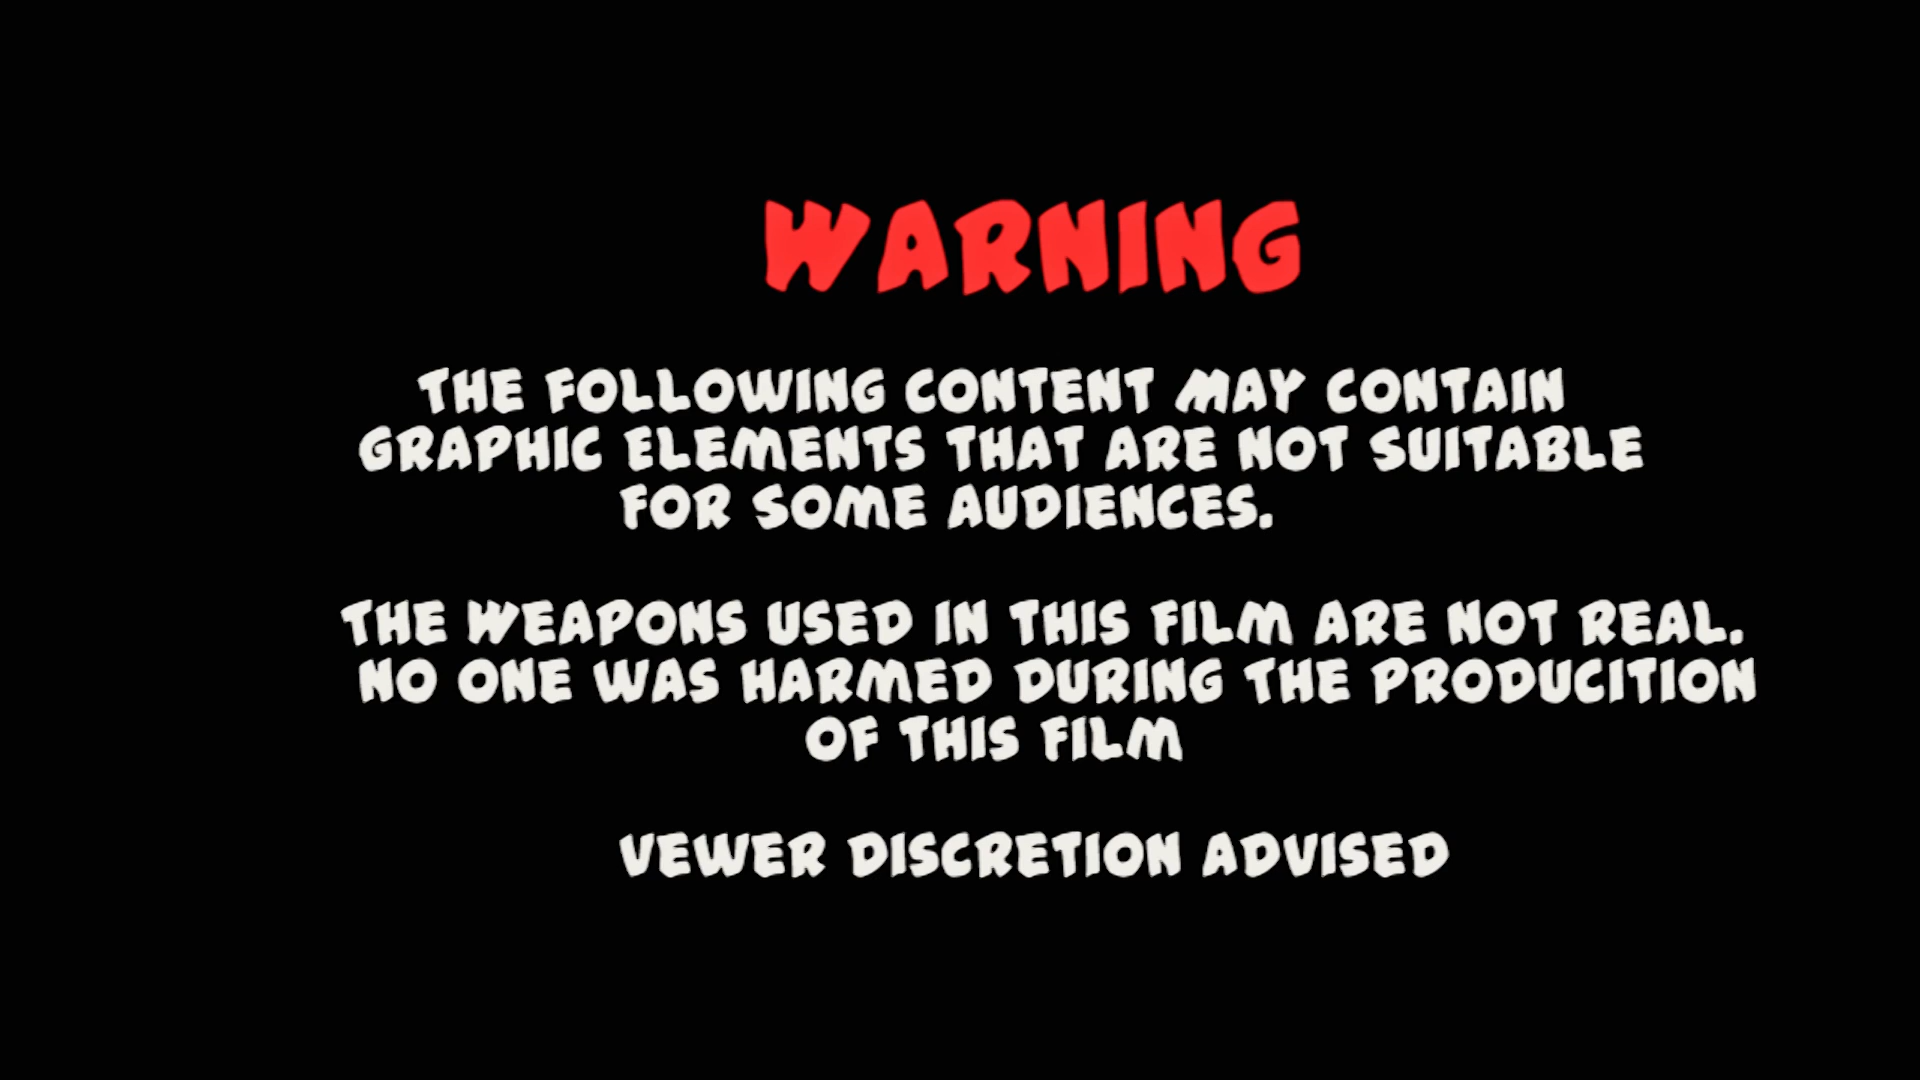 WARNING
THE FOLLOWING CONTENT MAY CONTAIN
GRAPHIC ELEMENTS THAT ARE NOT SUITABLE
FOR SOME AUDIENCES.
THE WEAPONS USED IN THIS FILM ARE NOT REAL.
NO ONE WAS HARMED DURING THE PRODUCITION
OF THIS FILM
VEWER DISCRETION ADVISED